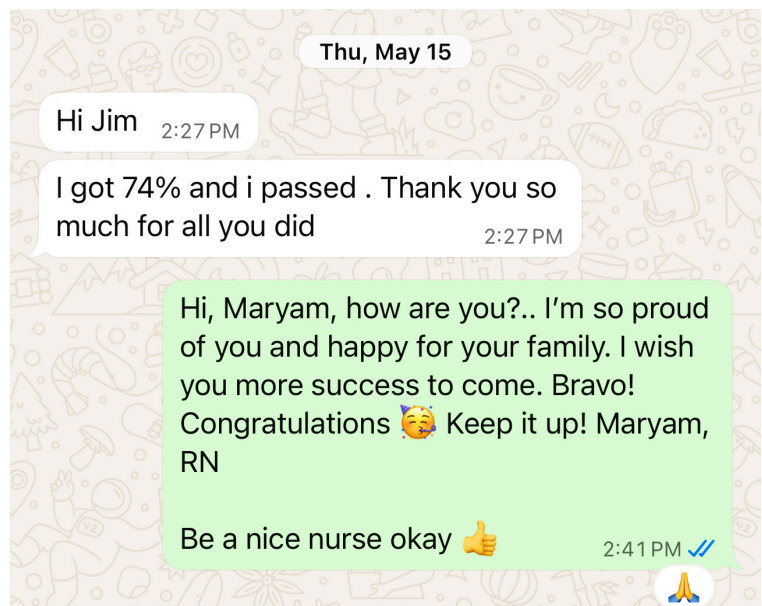 Thu, May 15
Hi Jim 2:27 PM
I got 74% and i passed . Thank you so
much for all you did 2:27 PM
Hi, Maryam, how are you?.. I'm so proud
of you and happy for your family. I wish
you more success to come. Bravo!
Congratulations 🥳 Keep it up! Maryam,
RN
Be a nice nurse okay 👍 2:41 PM
🙏